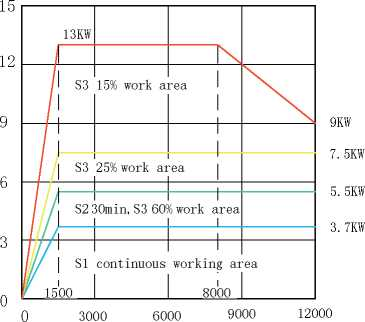 15
13KW
12
S3 15% work area
9
9KW
7.5KW
S3 25% work area
6
5.5KW
S2 30min, S3 60% work area
3.7KW
3
S1 continuous working area
1500 8000
0
0 3000 6000 9000 12000